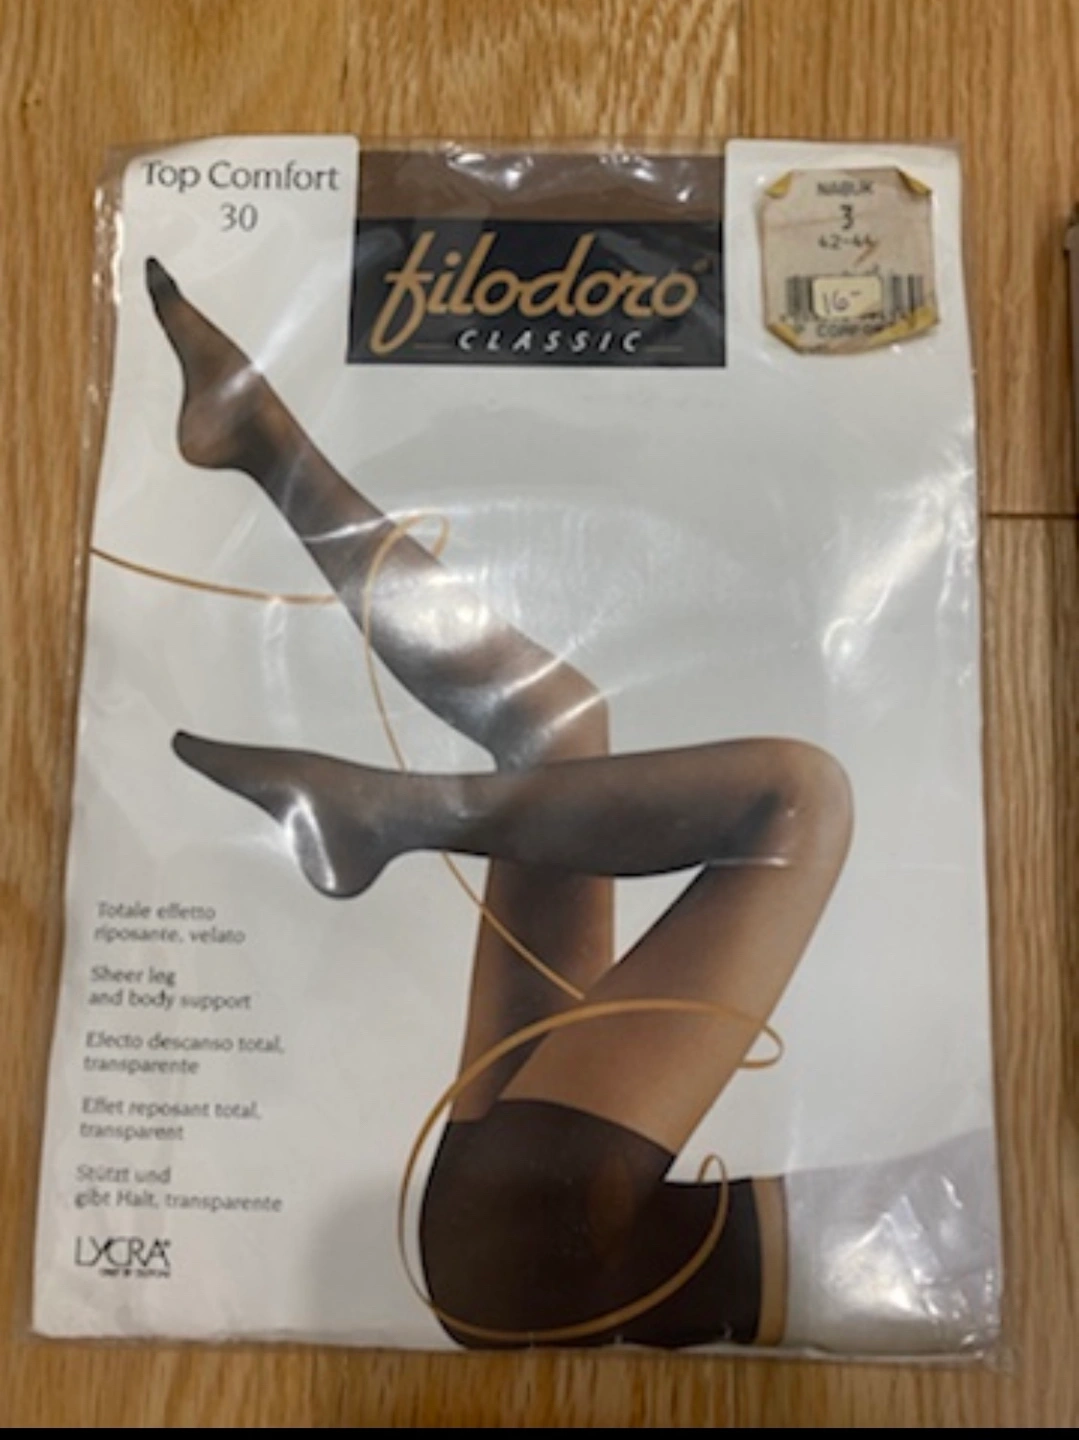 Top Comfort
30
filodoro
CLASSIC
NABUK
3
42-44
16-
Totale effetto
riposante, velato
Sheer leg
and body support
Efecto descanso total,
transparente
Effet reposant total,
transparent
Stützt und
gibt Halt, transparente
LYCRA